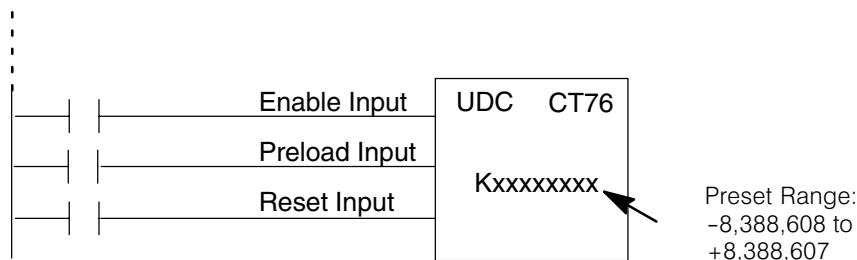 Enable Input
UDC CT76
Preload Input
Kxxxxxxxx
Reset Input
Preset Range:
-8,388,608 to
+8,388,607